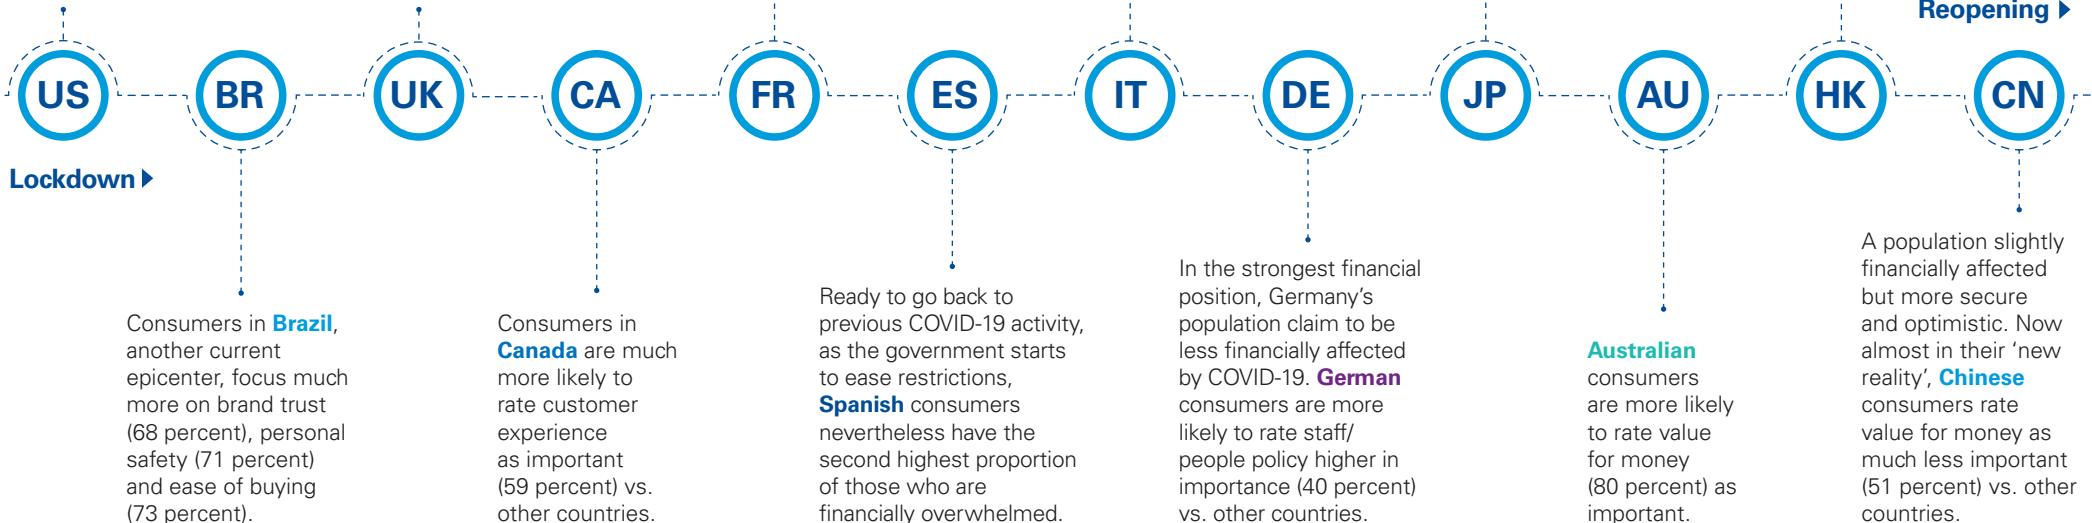 Reopening
US
BR
UK
CA
FR
ES
IT
DE
JP
AU
HK
CN
Lockdown
Consumers in Brazil,
another current
epicenter, focus much
more on brand trust
(68 percent), personal
safety (71 percent)
and ease of buying
(73 percent).
Consumers in
Canada are much
more likely to
rate customer
experience
as important
(59 percent) vs.
other countries.
Ready to go back to
previous COVID-19 activity,
as the government starts
to ease restrictions,
Spanish consumers
nevertheless have the
second highest proportion
of those who are
financially overwhelmed.
In the strongest financial
position, Germany’s
population claim to be
less financially affected
by COVID-19. German
consumers are more
likely to rate staff/
people policy higher in
importance (40 percent)
vs. other countries.
Australian
consumers
are more likely
to rate value
for money
(80 percent) as
important.
A population slightly
financially affected
but more secure
and optimistic. Now
almost in their ‘new
reality’, Chinese
consumers rate
value for money as
much less important
(51 percent) vs. other
countries.